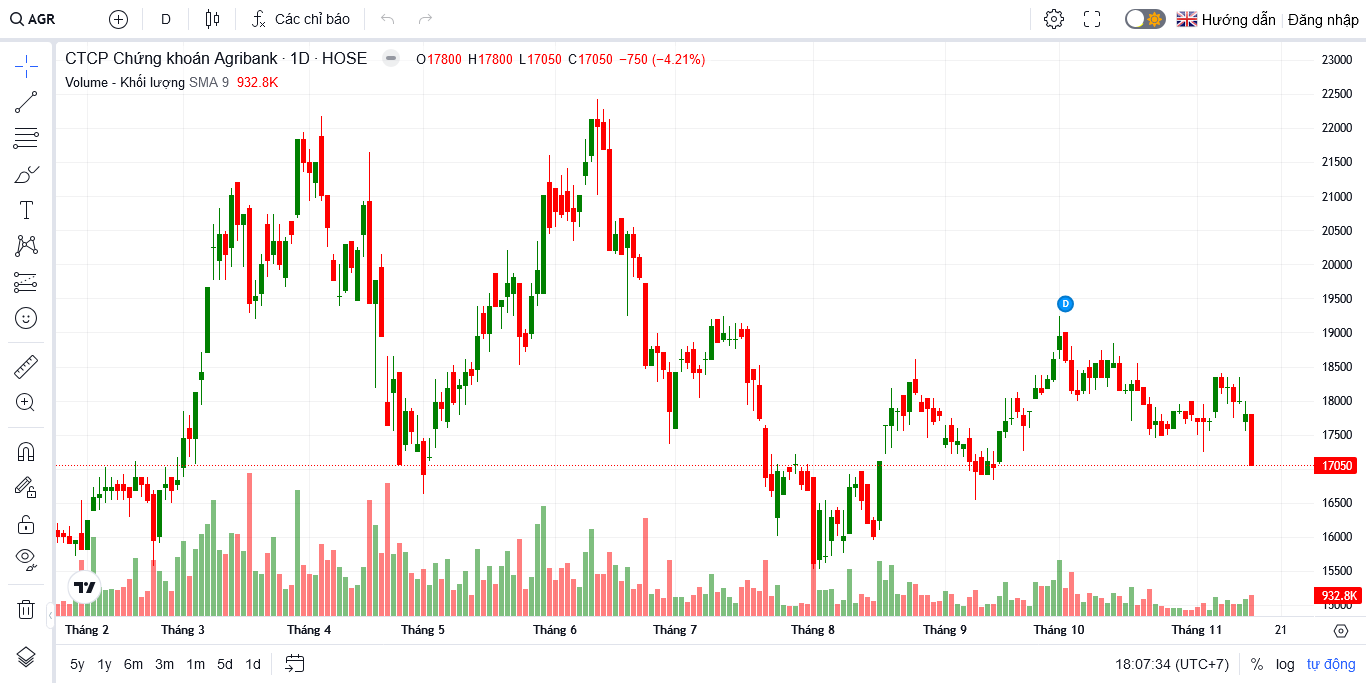 AGR D Các chỉ báo Hướng dẫn Đăng nhập
CTCP Chứng khoán Agribank · 1D · HOSE O17800 H17800 L17050 C17050 −750 (−4.21%)
Volume - Khối lượng SMA 9 932.8K
23000
22500
22000
21500
21000
20500
20000
19500
D
19000
18500
18000
17500
17050
16500
16000
15500
932.8K
15000
Tháng 2 Tháng 3 Tháng 4 Tháng 5 Tháng 6 Tháng 7 Tháng 8 Tháng 9 Tháng 10 Tháng 11 21
5y 1y 6m 3m 1m 5d 1d 18:07:34 (UTC+7) % log tự động